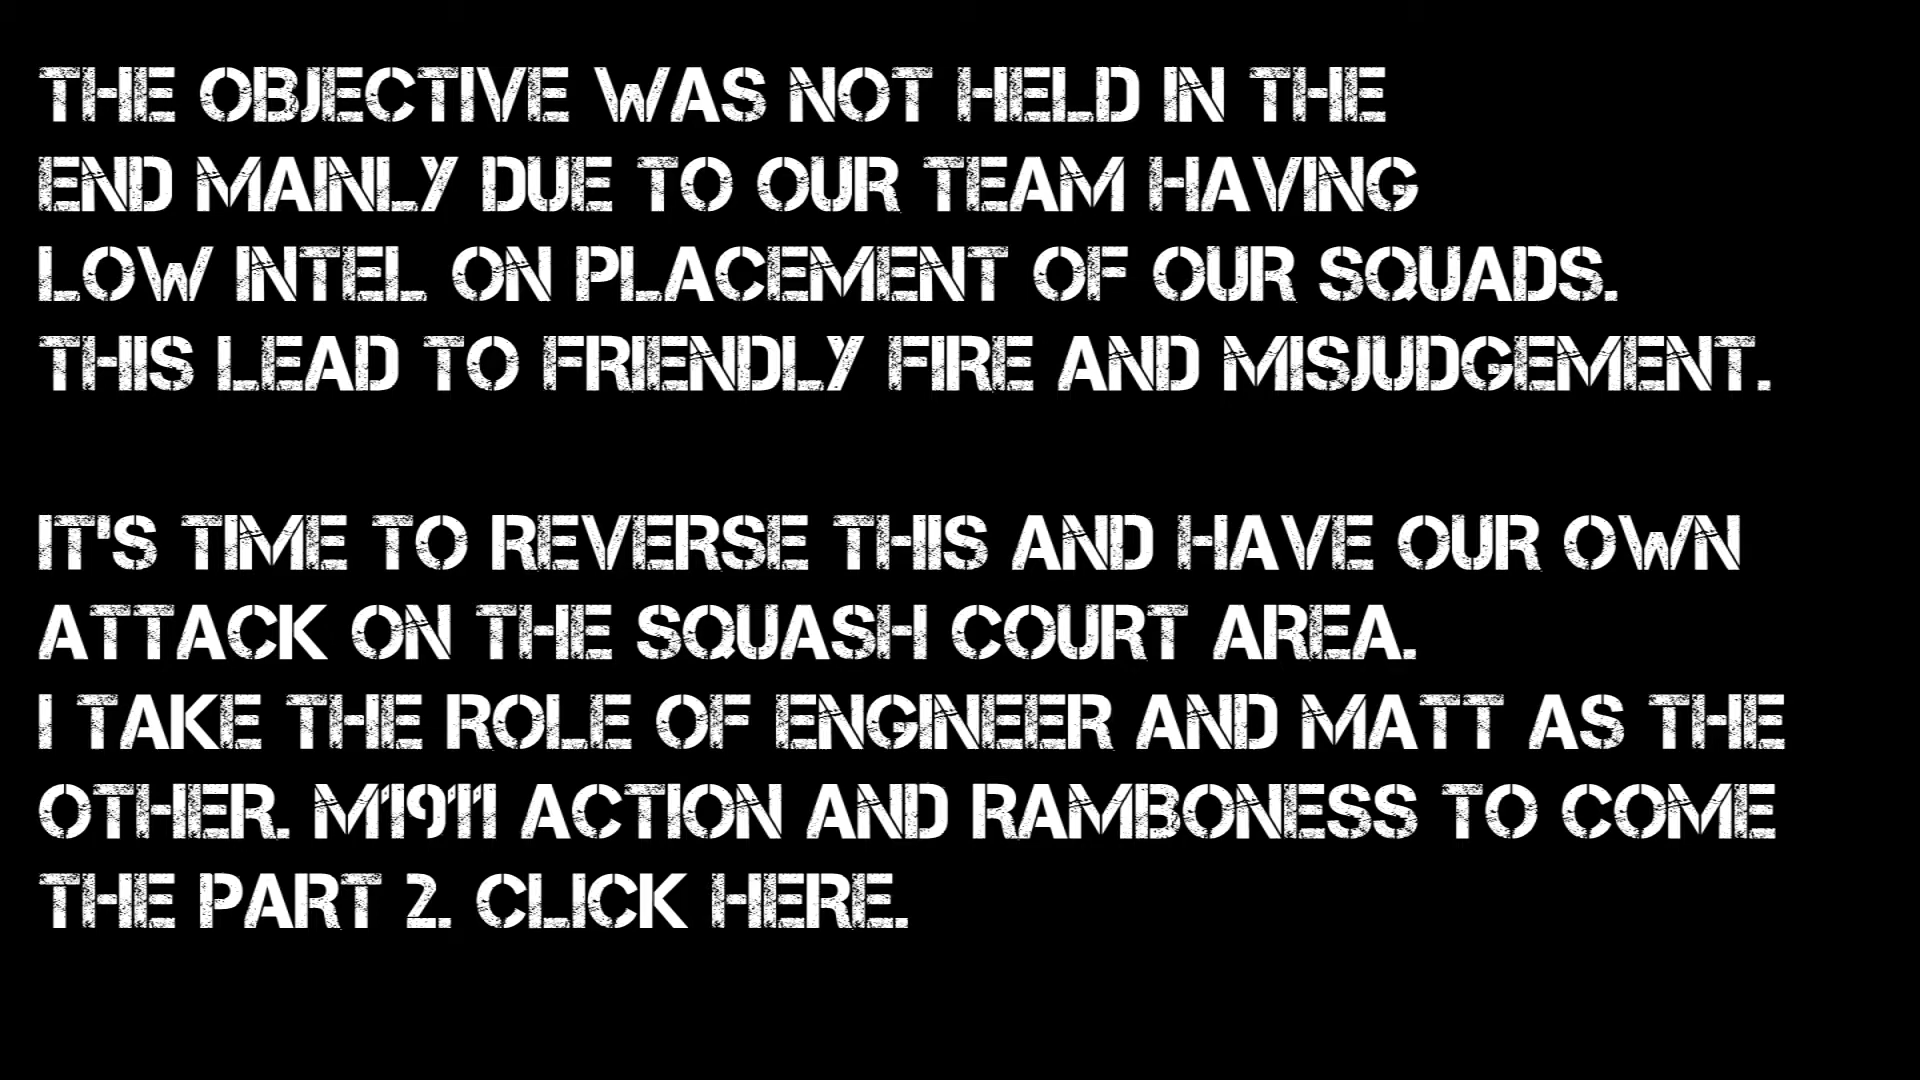 THE OBJECTIVE WAS NOT HELD IN THE
END MAINLY DUE TO OUR TEAM HAVING
LOW INTEL ON PLACEMENT OF OUR SQUADS.
THIS LEAD TO FRIENDLY FIRE AND MISJUDGEMENT.
IT'S TIME TO REVERSE THIS AND HAVE OUR OWN
ATTACK ON THE SQUASH COURT AREA.
I TAKE THE ROLE OF ENGINEER AND MATT AS THE
OTHER. M1911 ACTION AND RAMBONESS TO COME
THE PART 2. CLICK HERE.